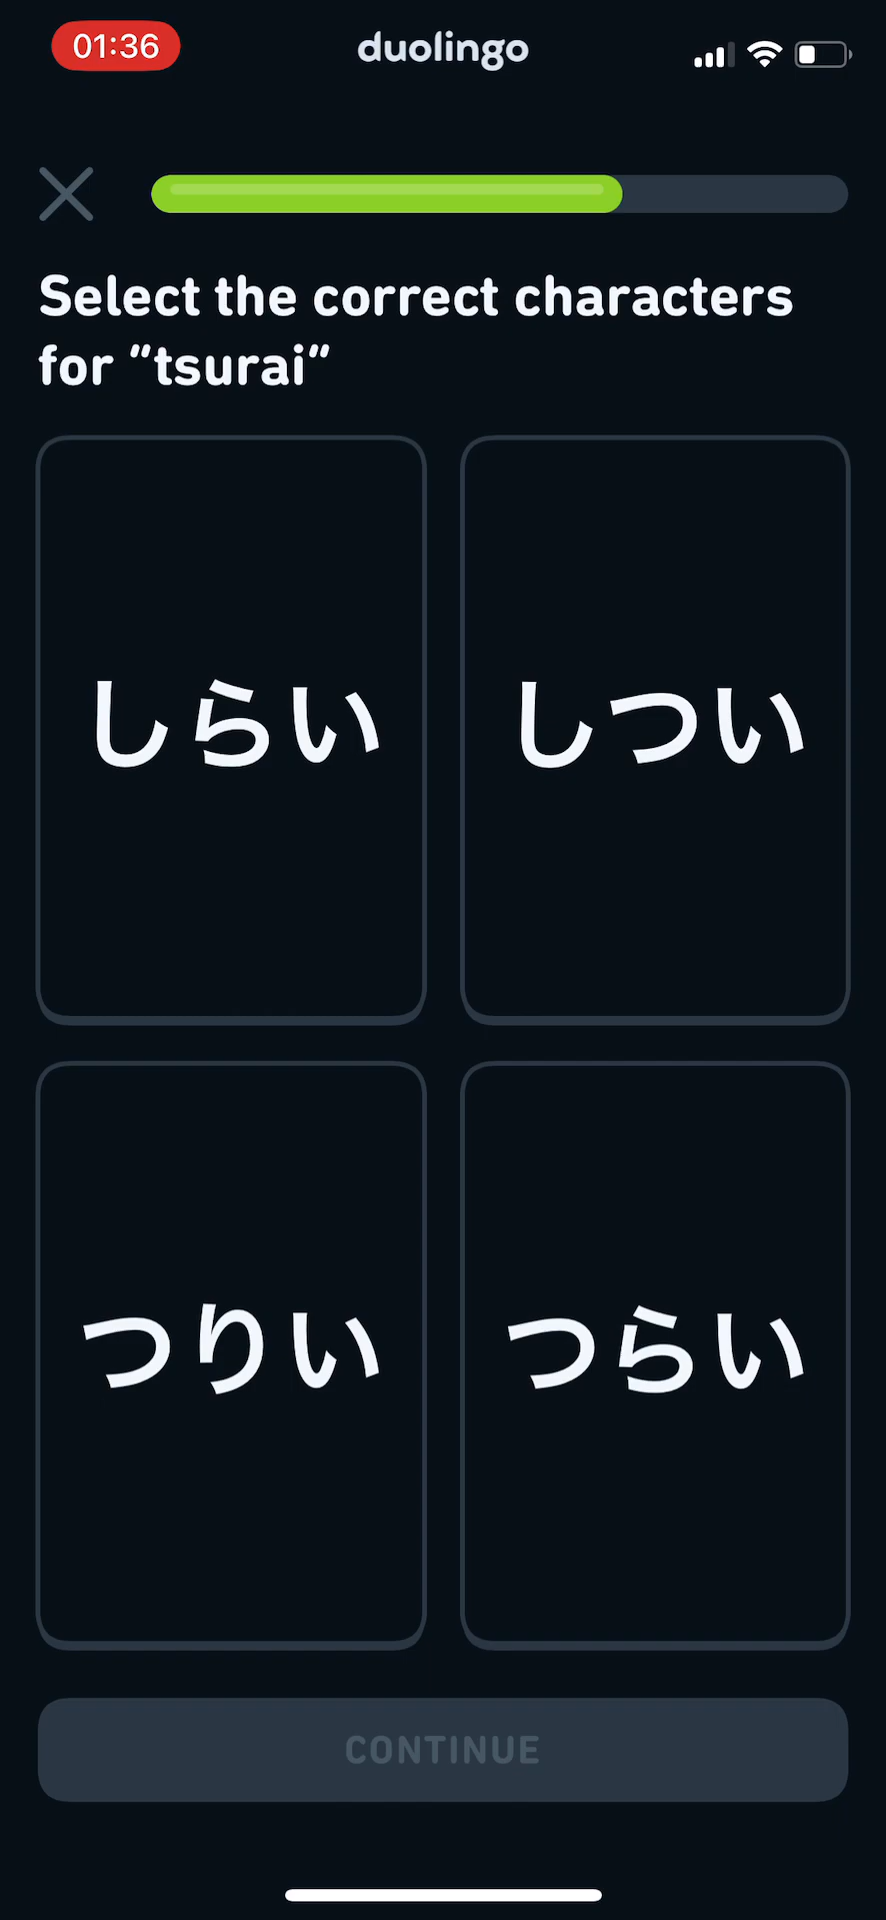 01:36
duolingo
Select the correct characters
for "tsurai"
しらい
しつい
つりい
つらい
CONTINUE